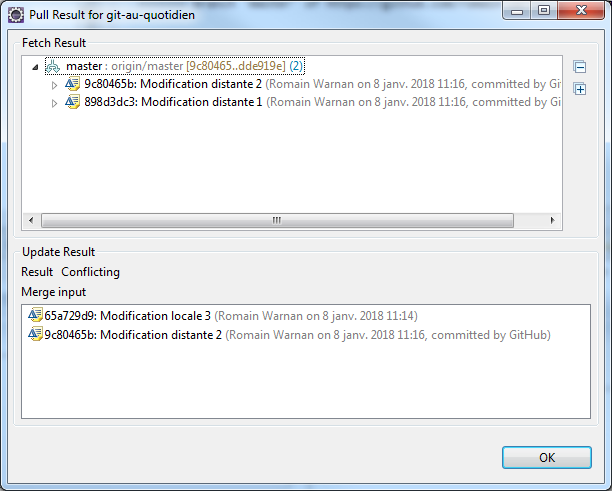 Pull Result for git-au-quotidien
Fetch Result
master : origin/master [9c80465..dde919e] (2)
9c80465b: Modification distante 2 (Romain Warnan on 8 janv. 2018 11:16, committed by Gi
898d3dc3: Modification distante 1 (Romain Warnan on 8 janv. 2018 11:16, committed by Gi
Update Result
Result Conflicting
Merge input
65a729d9: Modification locale 3 (Romain Warnan on 8 janv. 2018 11:14)
9c80465b: Modification distante 2 (Romain Warnan on 8 janv. 2018 11:16, committed by GitHub)
OK